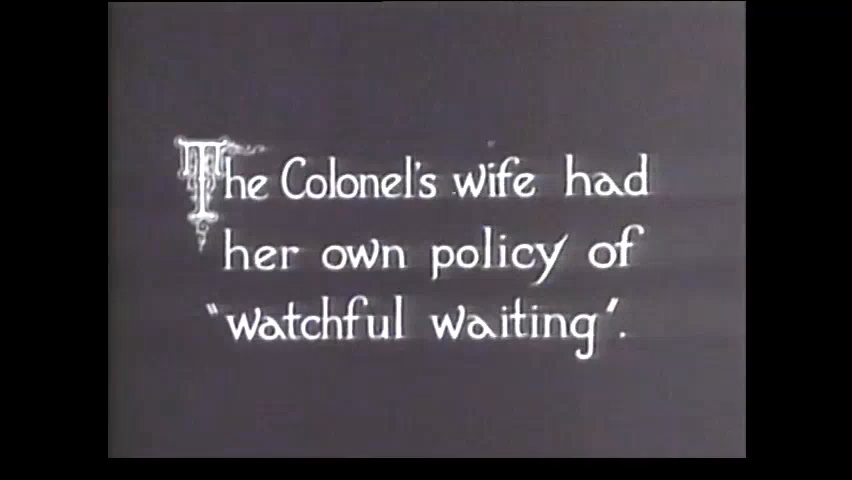 The Colonel's wife had
her own policy of
"watchful waiting".